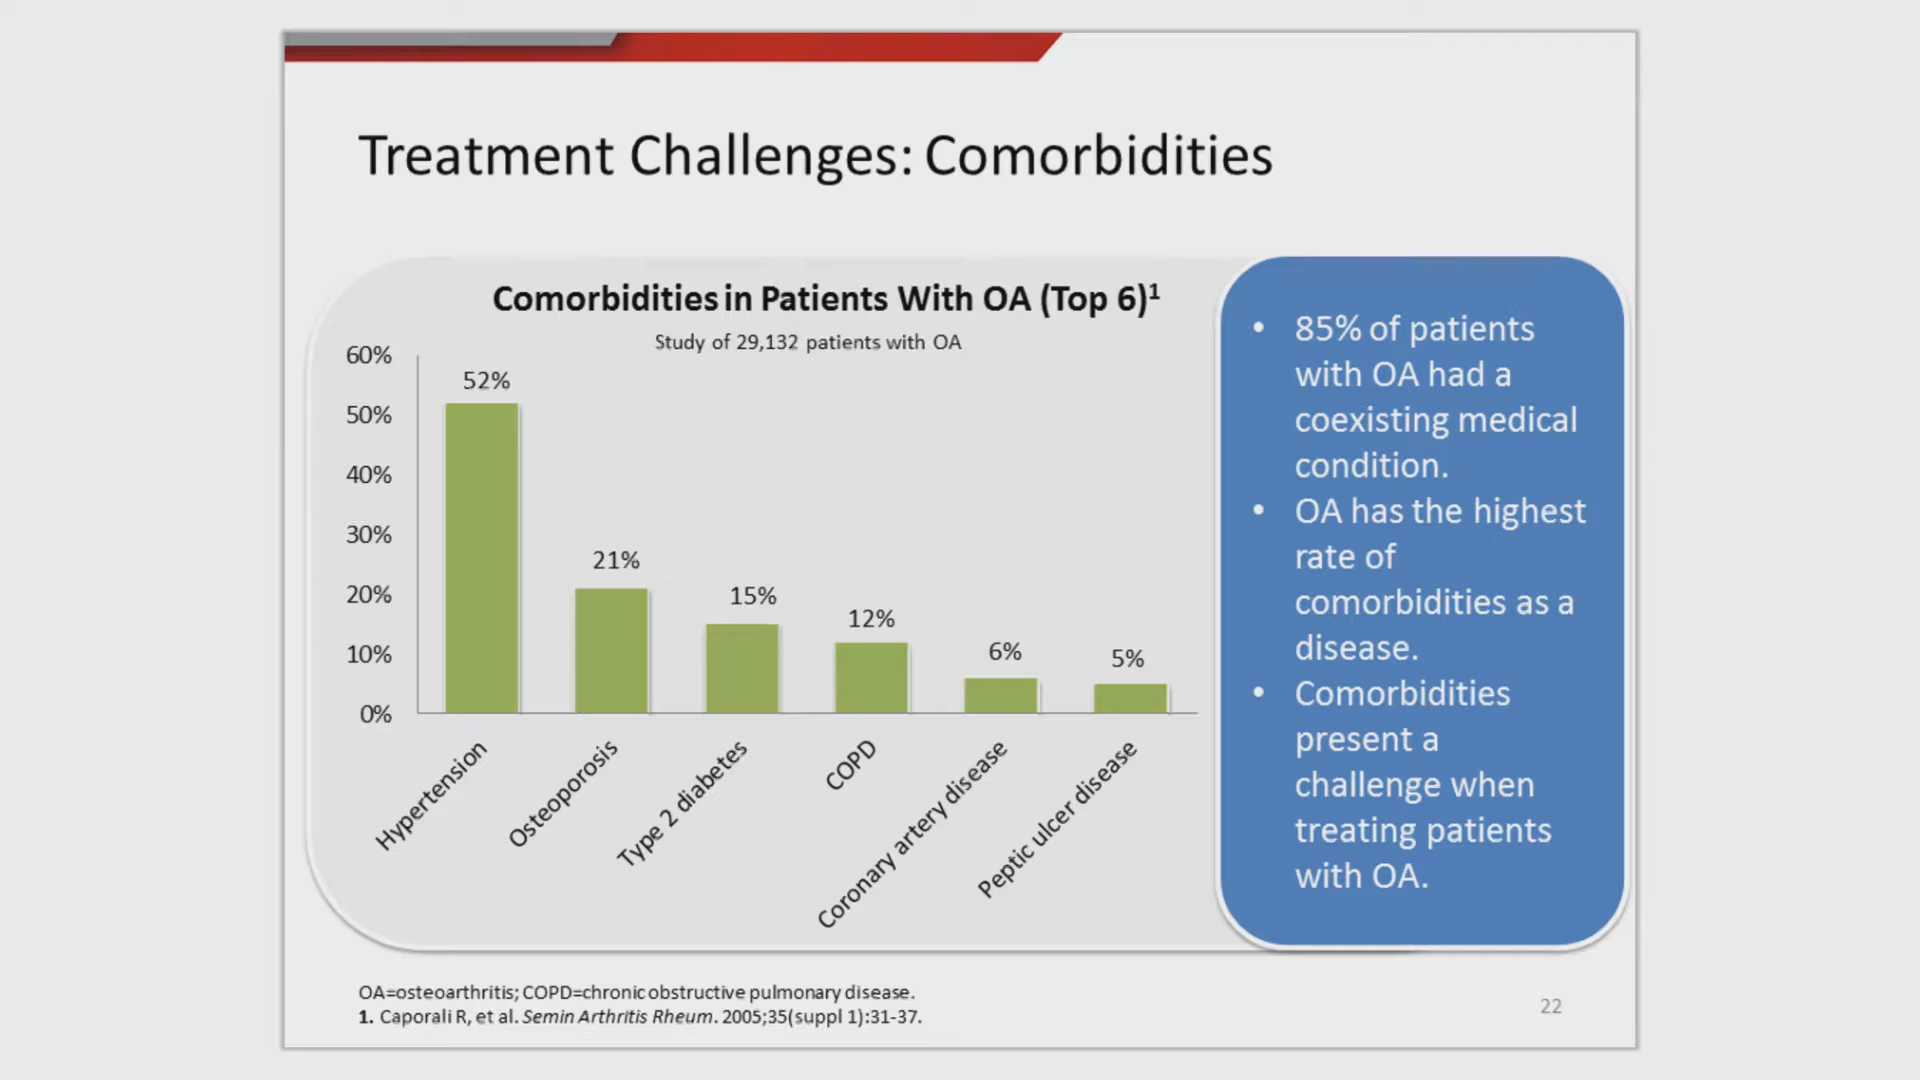 Treatment Challenges: Comorbidities
Comorbidities in Patients With OA (Top 6)¹
Study of 29,132 patients with OA
60%
50%
40%
30%
20%
10%
0%
52%
21%
15%
12%
6%
5%
Hypertension
Osteoporosis
Type 2 diabetes
COPD
Coronary artery disease
Peptic ulcer disease
• 85% of patients
with OA had a
coexisting medical
condition.
• OA has the highest
rate of
comorbidities as a
disease.
• Comorbidities
present a
challenge when
treating patients
with OA.
OA=osteoarthritis; COPD=chronic obstructive pulmonary disease.
1. Caporali R, et al. Semin Arthritis Rheum. 2005;35(suppl 1):31-37.
22